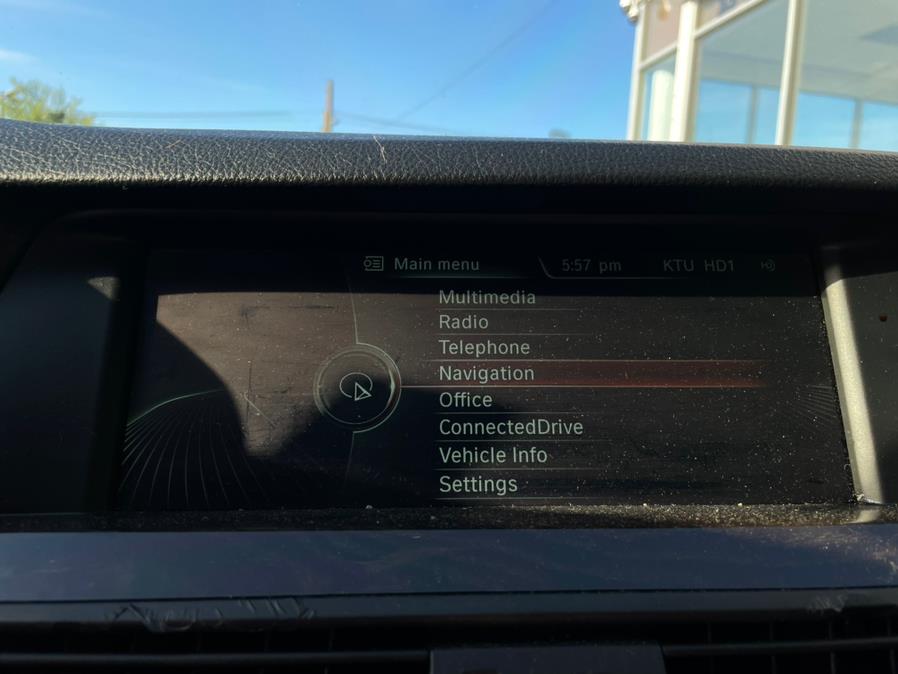 Main menu 5:57 pm KTU HD1
Multimedia
Radio
Telephone
Navigation
Office
ConnectedDrive
Vehicle Info
Settings